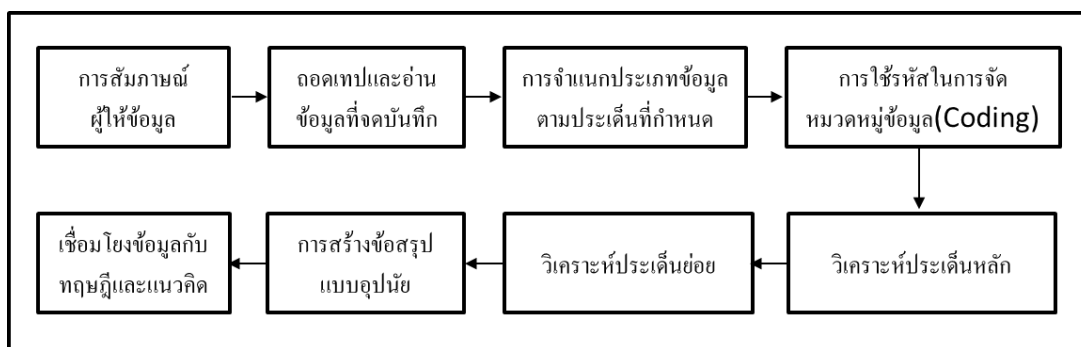 การสัมภาษณ์
ผู้ให้ข้อมูล
ถอดเทปและอ่าน
ข้อมูลที่จดบันทึก
การจำแนกประเภทข้อมูล
ตามประเด็นที่กำหนด
การใช้รหัสในการจัด
หมวดหมู่ข้อมูล(Coding)
วิเคราะห์ประเด็นหลัก
วิเคราะห์ประเด็นย่อย
การสร้างข้อสรุป
แบบอุปนัย
เชื่อมโยงข้อมูลกับ
ทฤษฎีและแนวคิด